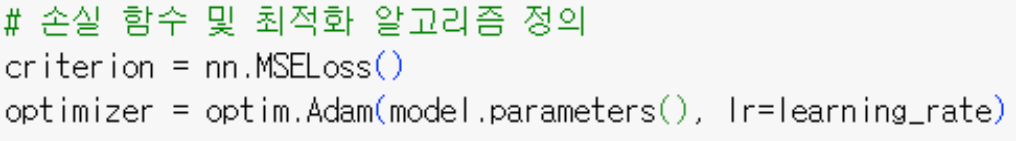 # 손실 함수 및 최적화 알고리즘 정의
criterion = nn.MSELoss()
optimizer = optim.Adam(model.parameters(), lr=learning_rate)